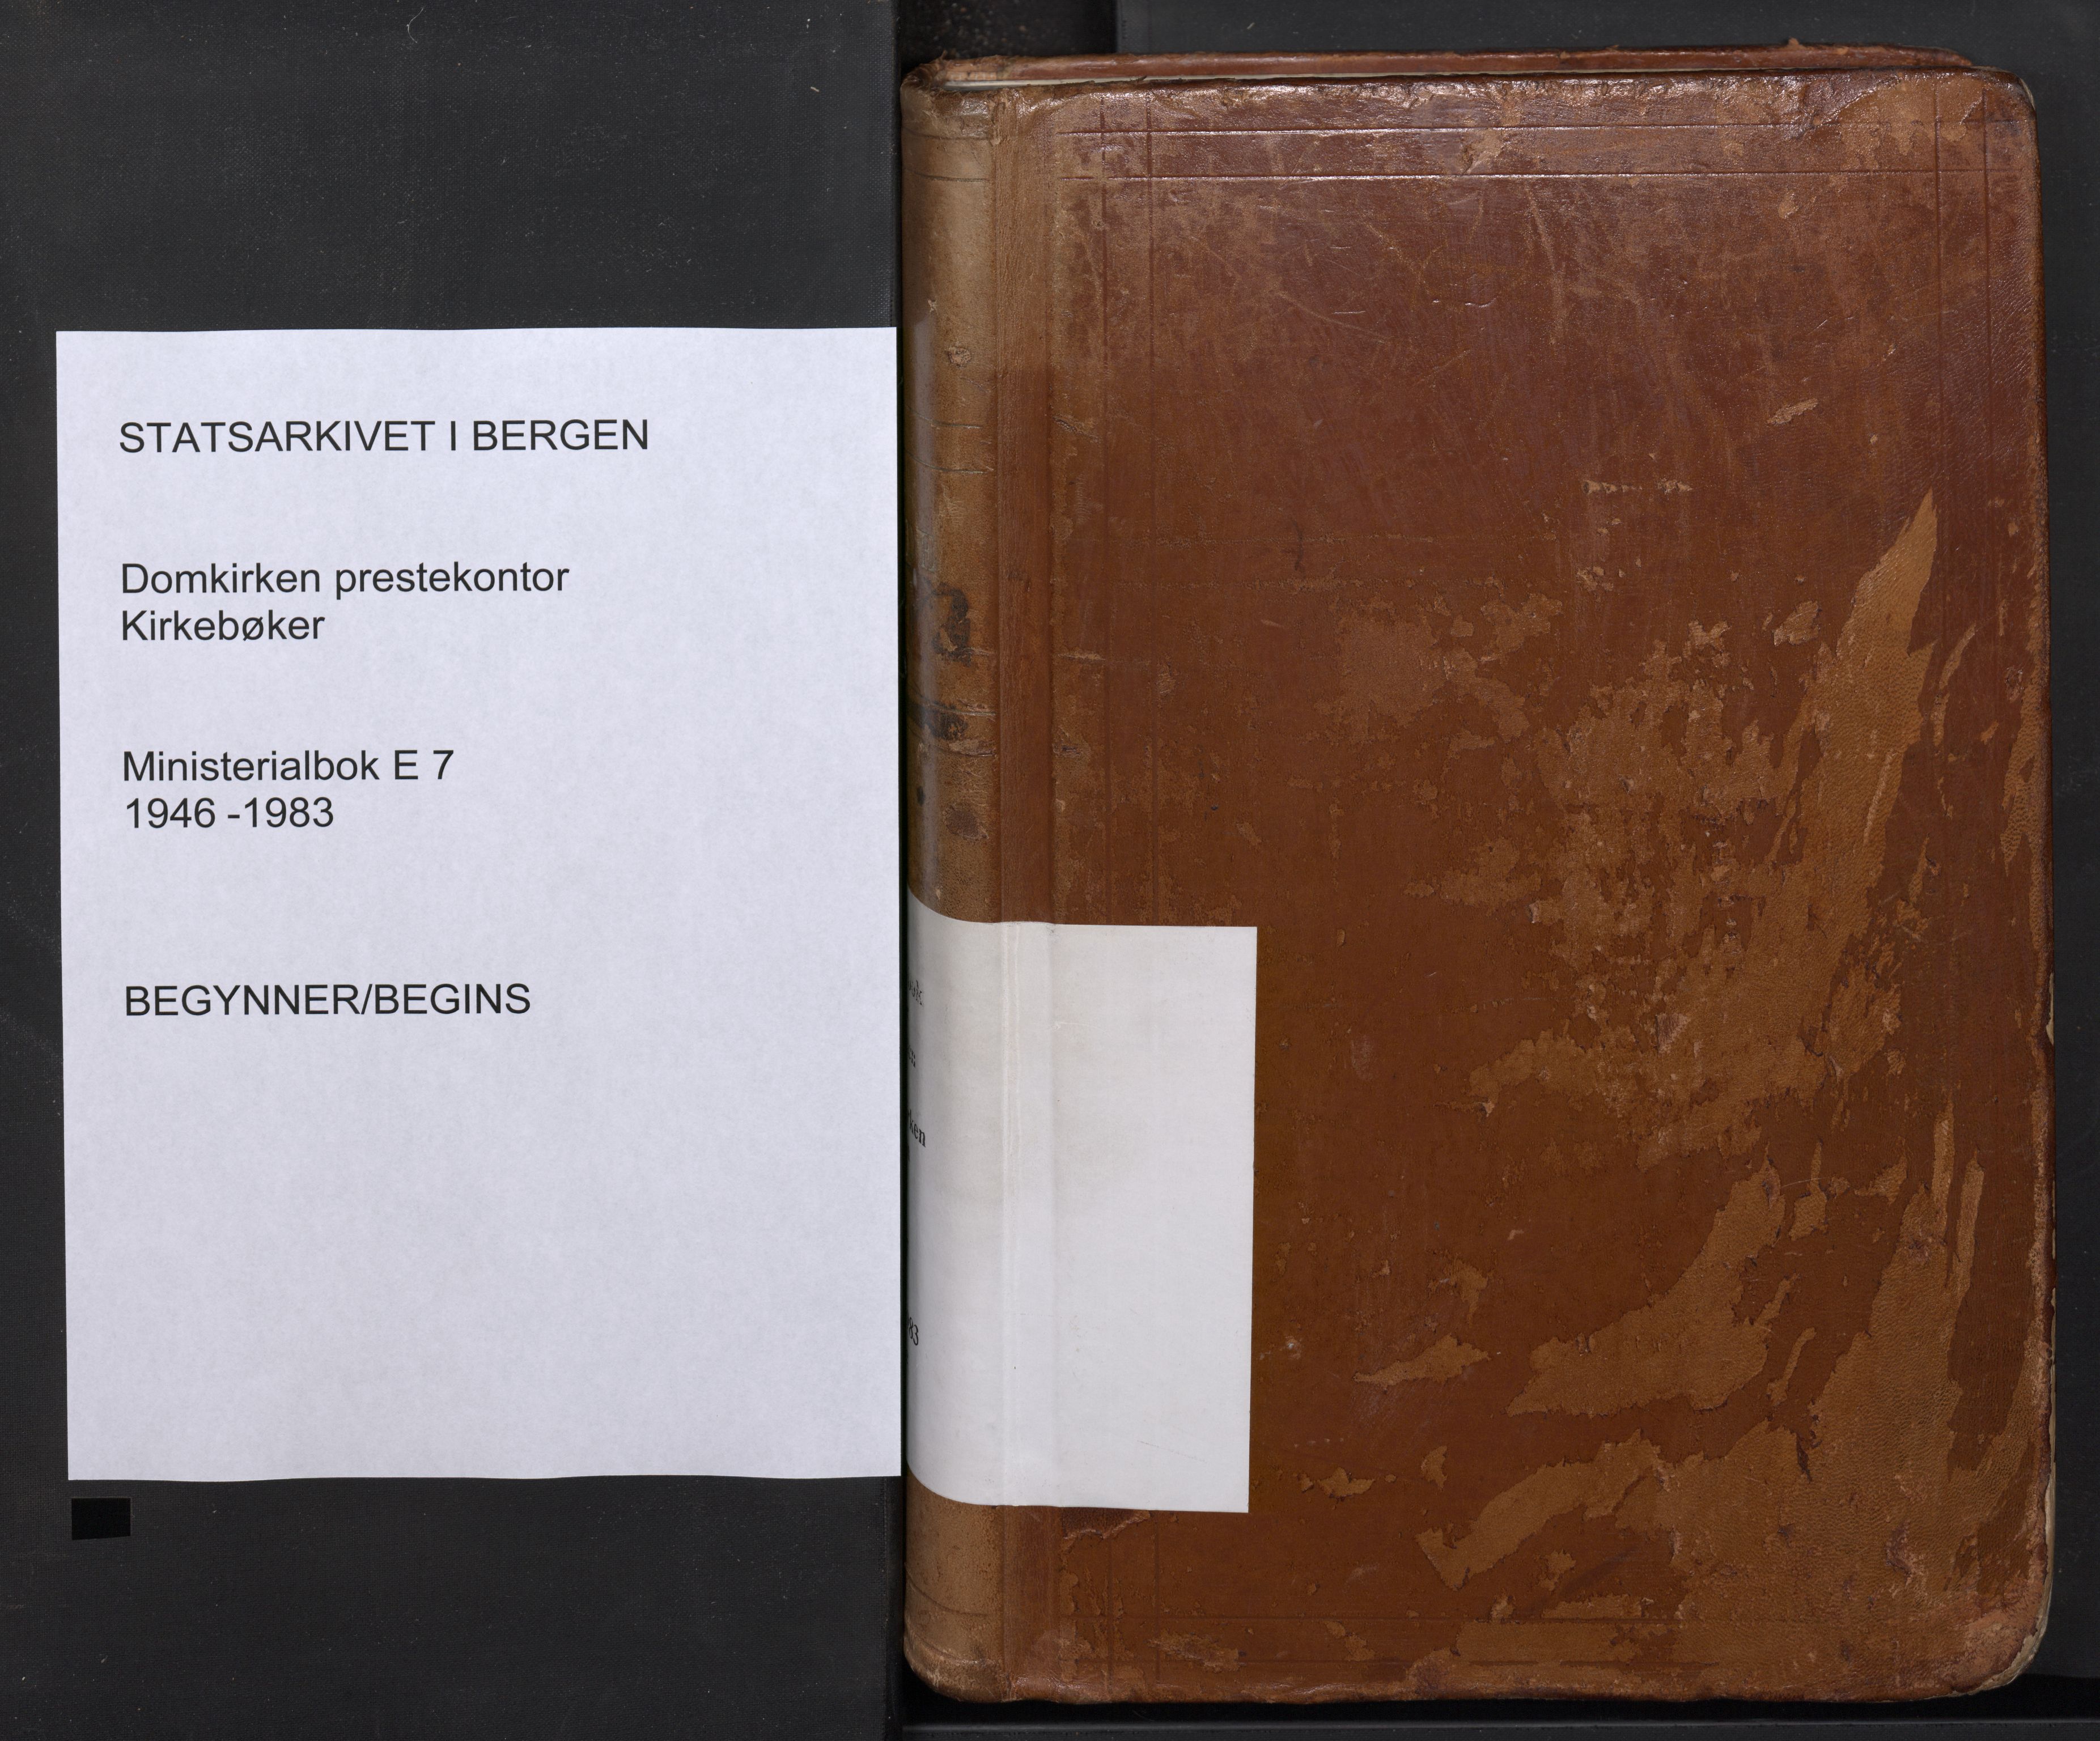 STATSARKIVET I BERGEN
Domkirken prestekontor
Kirkebøker
Ministerialbok E 7
1946 -1983
BEGYNNER/BEGINS